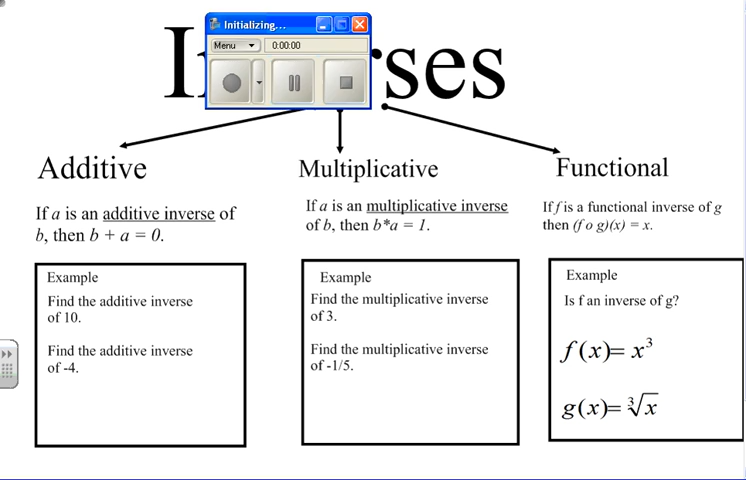 Initializing...
Menu 0:00:00
Additive
If a is an additive inverse of
b, then b + a = 0.
Example
Find the additive inverse
of 10.
Find the additive inverse
of -4.
Multiplicative
If a is an multiplicative inverse
of b, then b*a = 1.
Example
Find the multiplicative inverse
of 3.
Find the multiplicative inverse
of -1/5.
Functional
If f is a functional inverse of g
then (f o g)(x) = x.
Example
Is f an inverse of g?
f(x)= x³
g(x)= ∛x